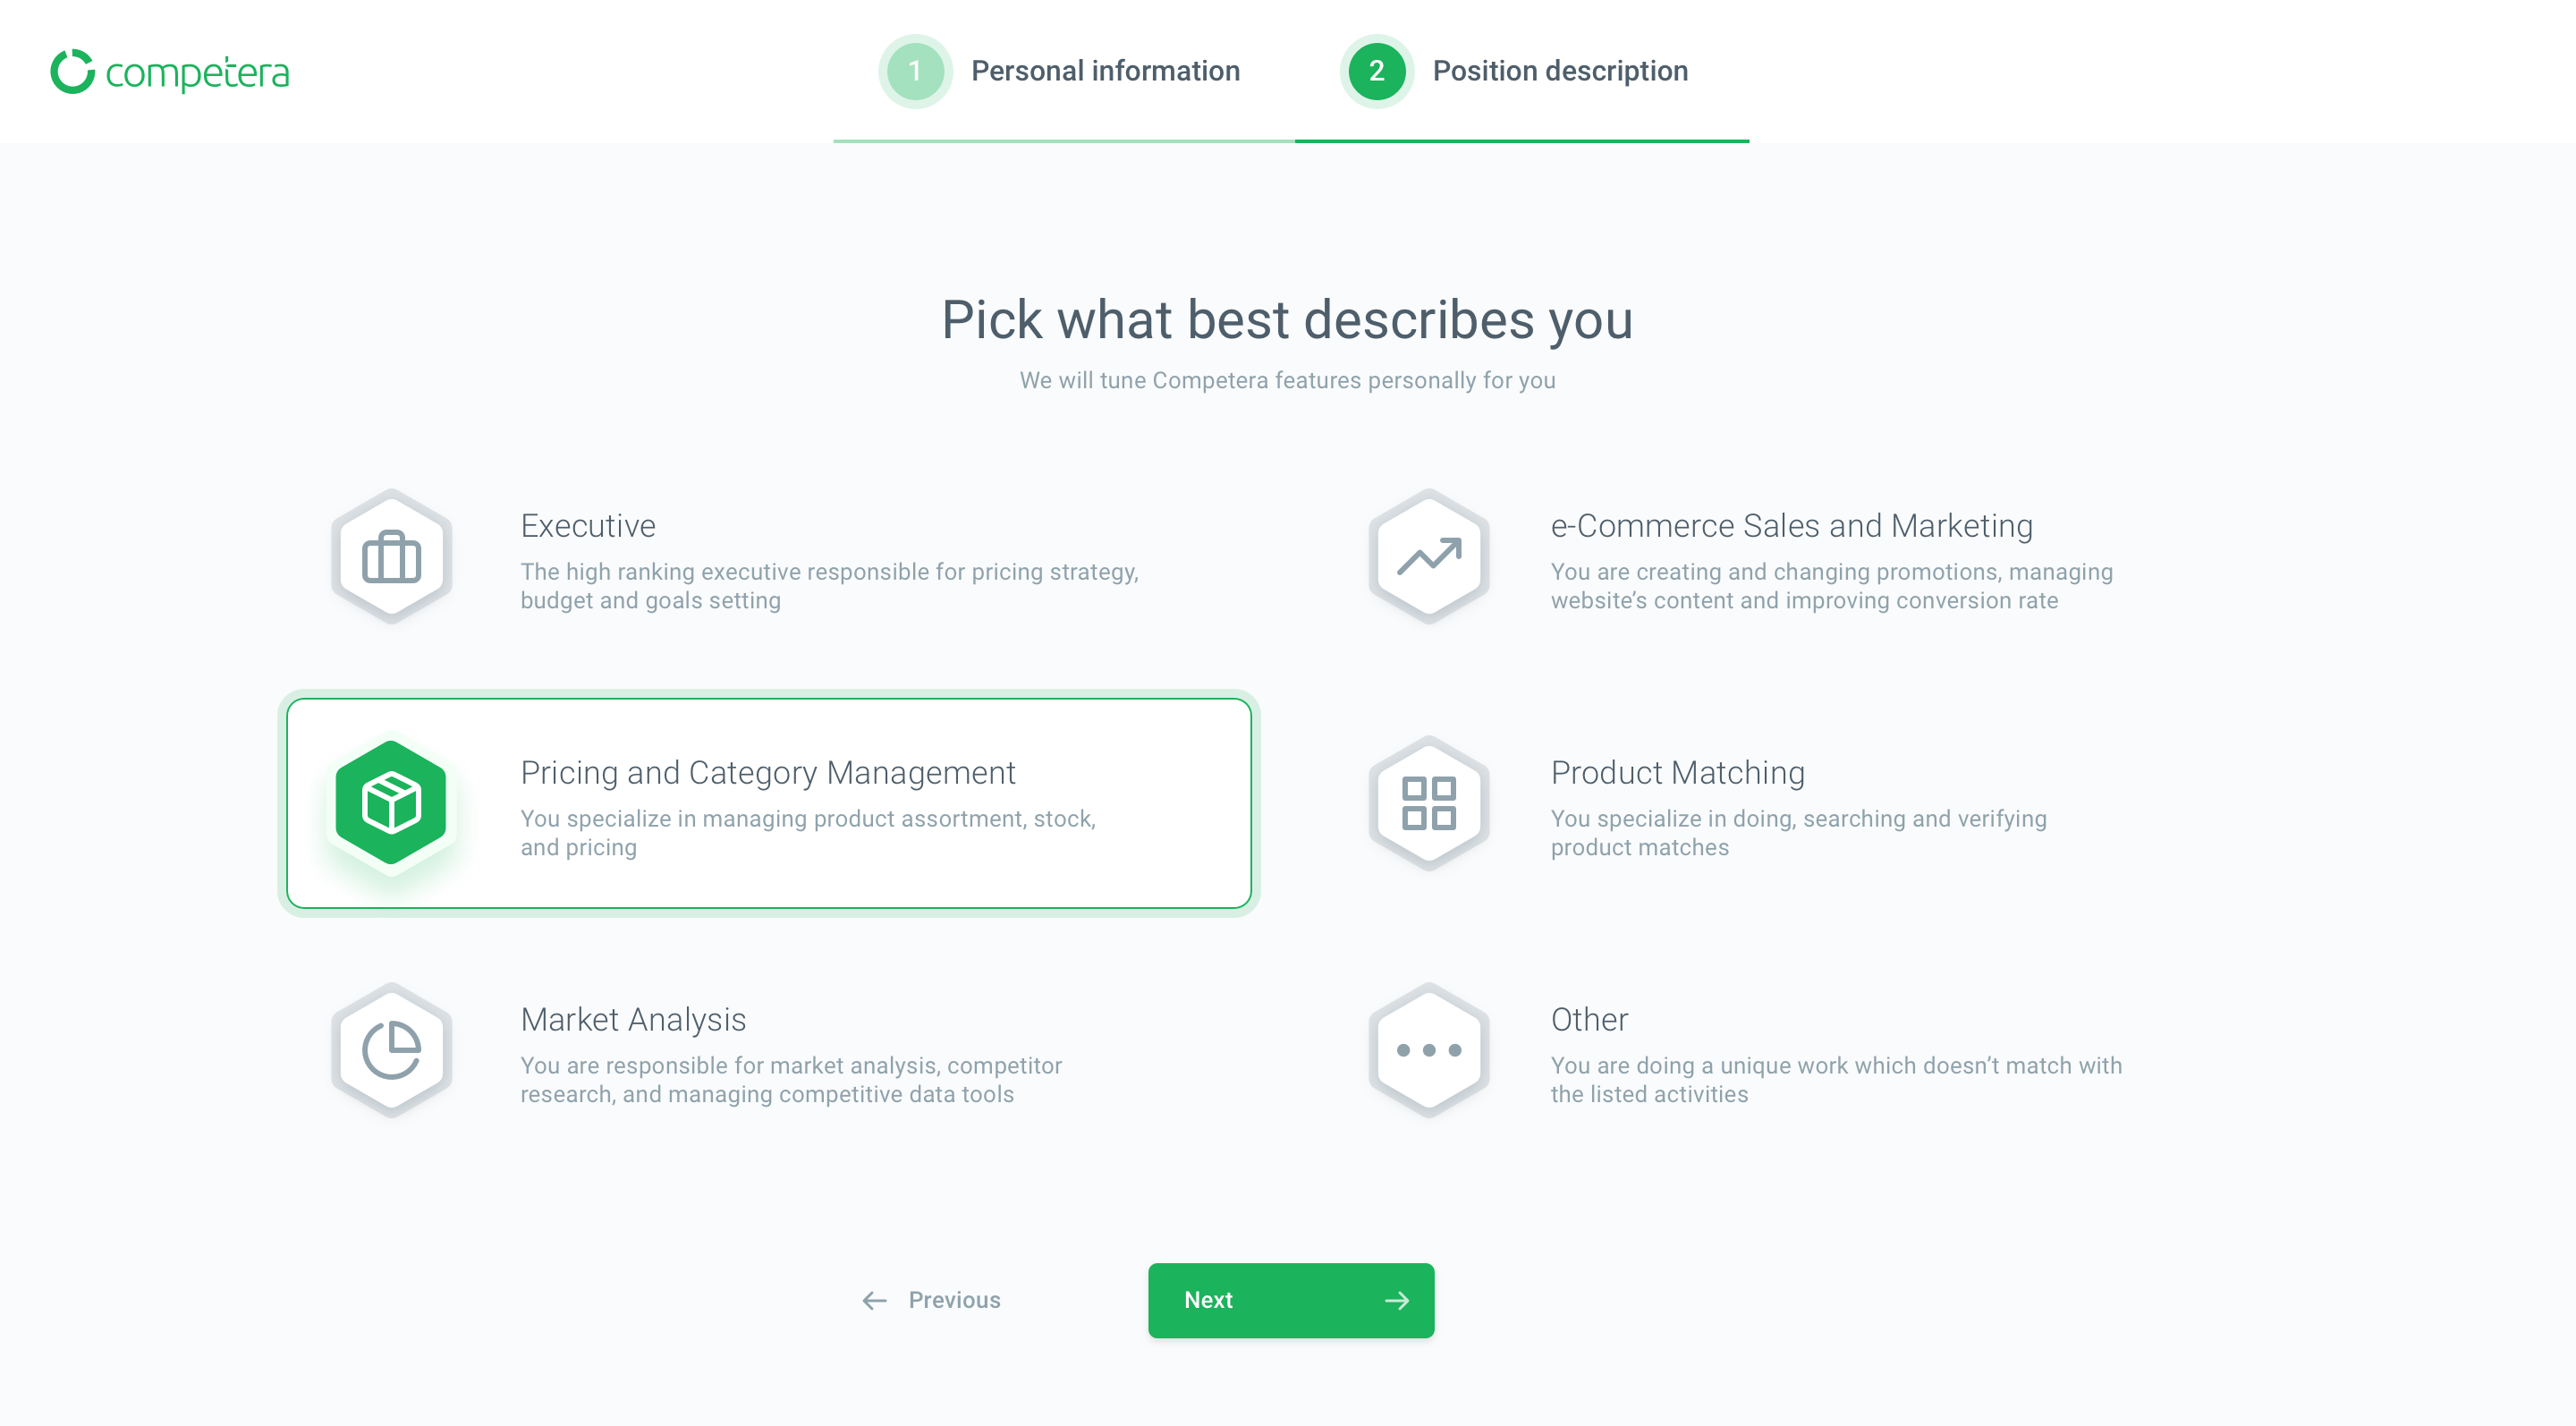 competera
1 Personal information
2 Position description
Pick what best describes you
We will tune Competera features personally for you
Executive
The high ranking executive responsible for pricing strategy,
budget and goals setting
e-Commerce Sales and Marketing
You are creating and changing promotions, managing
website’s content and improving conversion rate
Pricing and Category Management
You specialize in managing product assortment, stock,
and pricing
Product Matching
You specialize in doing, searching and verifying
product matches
Market Analysis
You are responsible for market analysis, competitor
research, and managing competitive data tools
Other
You are doing a unique work which doesn’t match with
the listed activities
Previous
Next